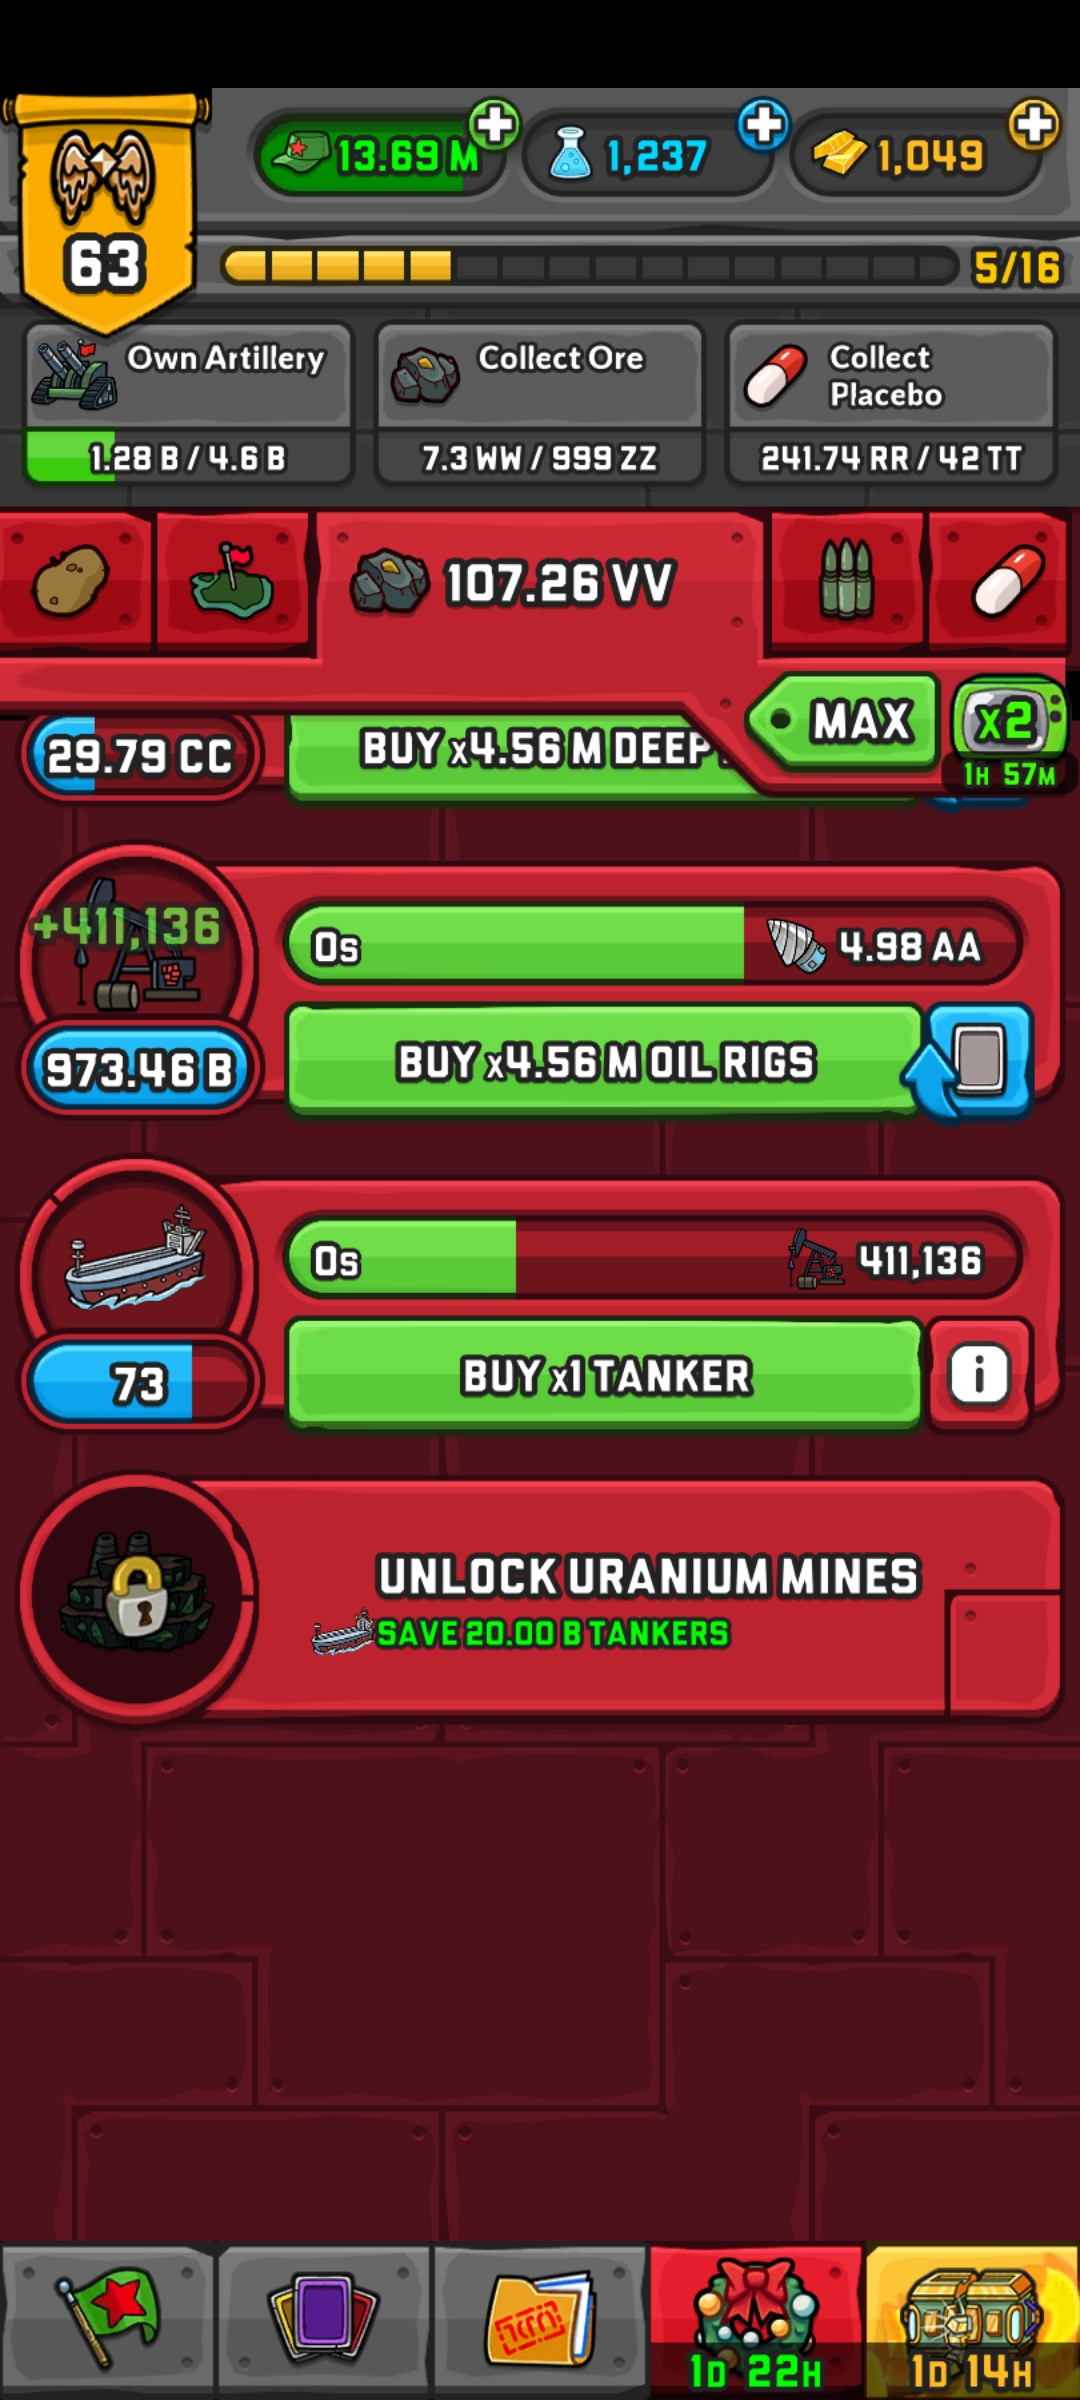 13.69 M
1,237
1,049
63
5/16
Own Artillery
1.28 B / 4.6 B
Collect Ore
7.3 WW / 999 ZZ
Collect
Placebo
241.74 RR / 42 TT
107.26 VV
MAX
x2
1H 57M
29.79 CC
BUY x4.56 M DEEP
+411,136
0s
4.98 AA
973.46 B
BUY x4.56 M OIL RIGS
0s
411,136
73
BUY x1 TANKER
i
UNLOCK URANIUM MINES
SAVE 20.00 B TANKERS
1D 22H
1D 14H